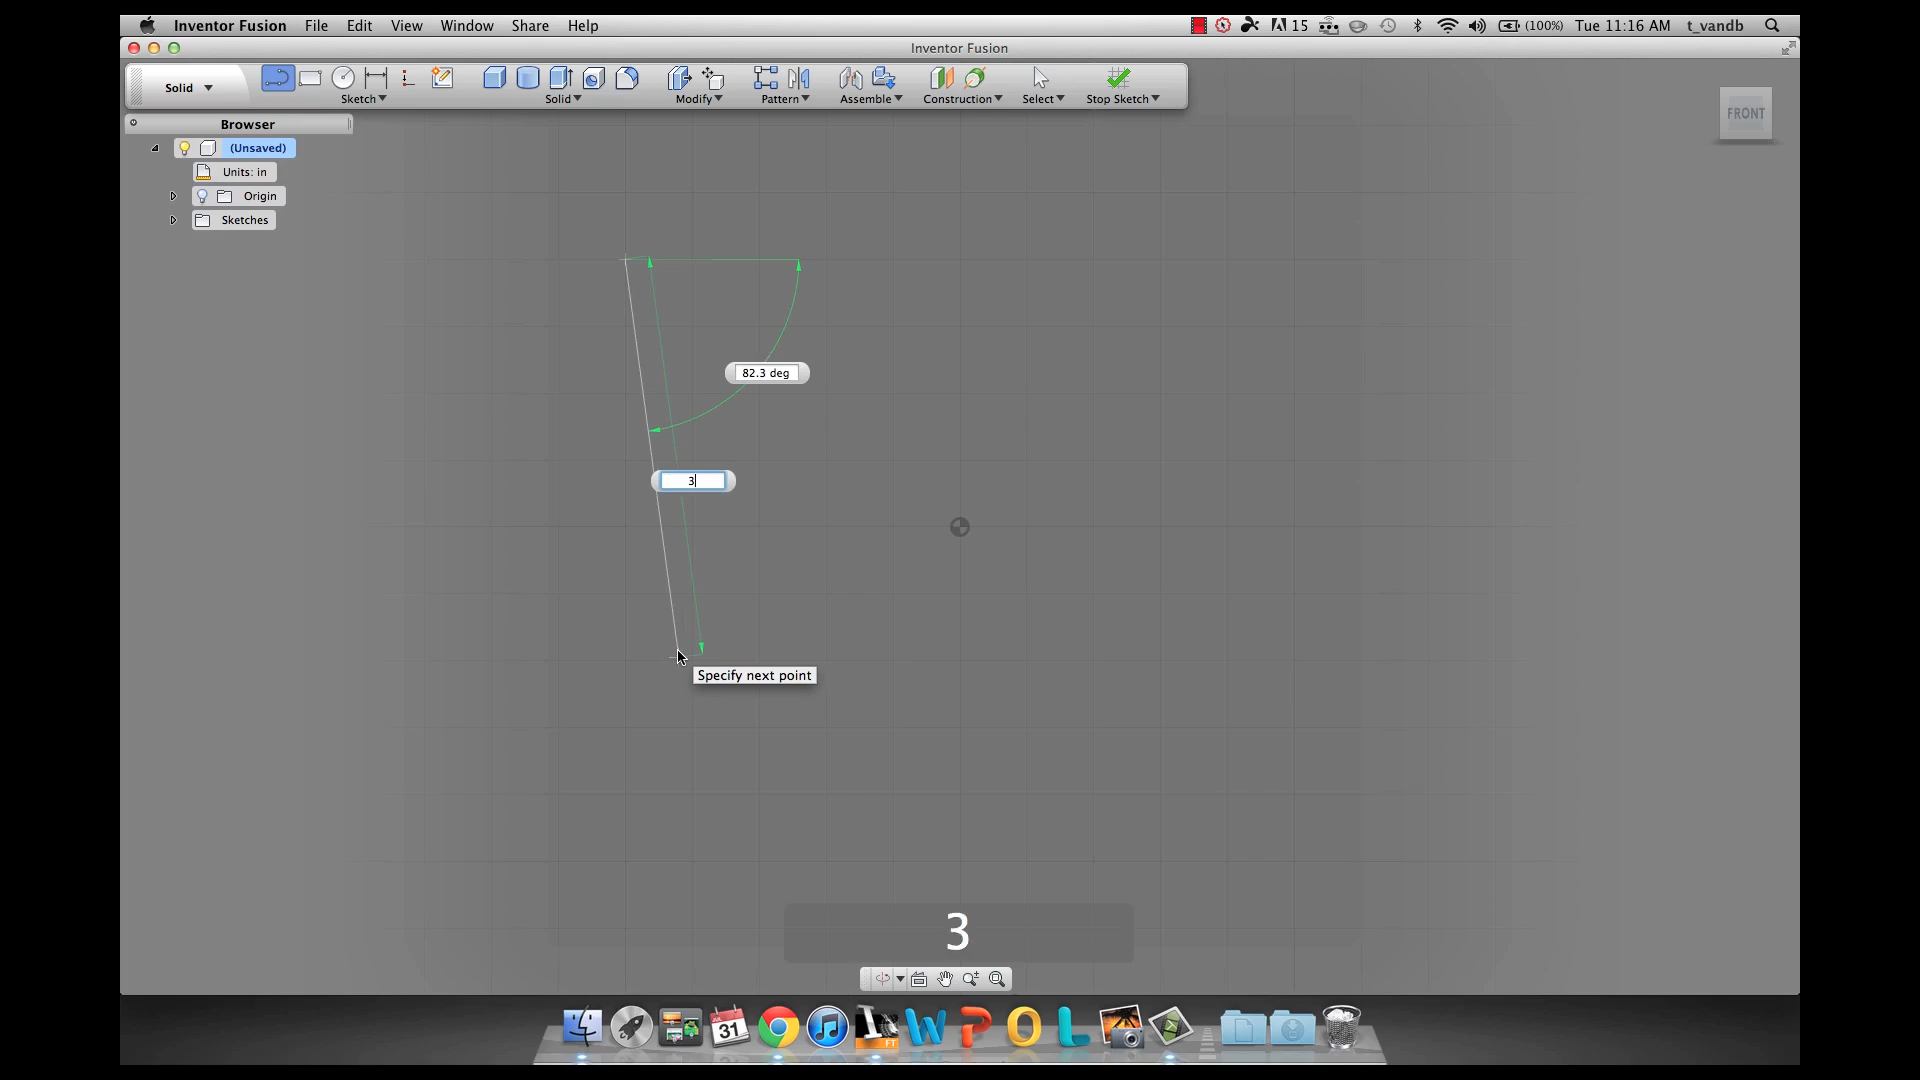 Inventor Fusion File Edit View Window Share Help 15 (100%) Tue 11:16 AM t_vandb
Inventor Fusion
Solid
Sketch Solid Modify Pattern Assemble Construction Select Stop Sketch
Browser
(Unsaved)
Units: in
Origin
Sketches
FRONT
82.3 deg
3
Specify next point
3
JUL
31
FT
W P O L